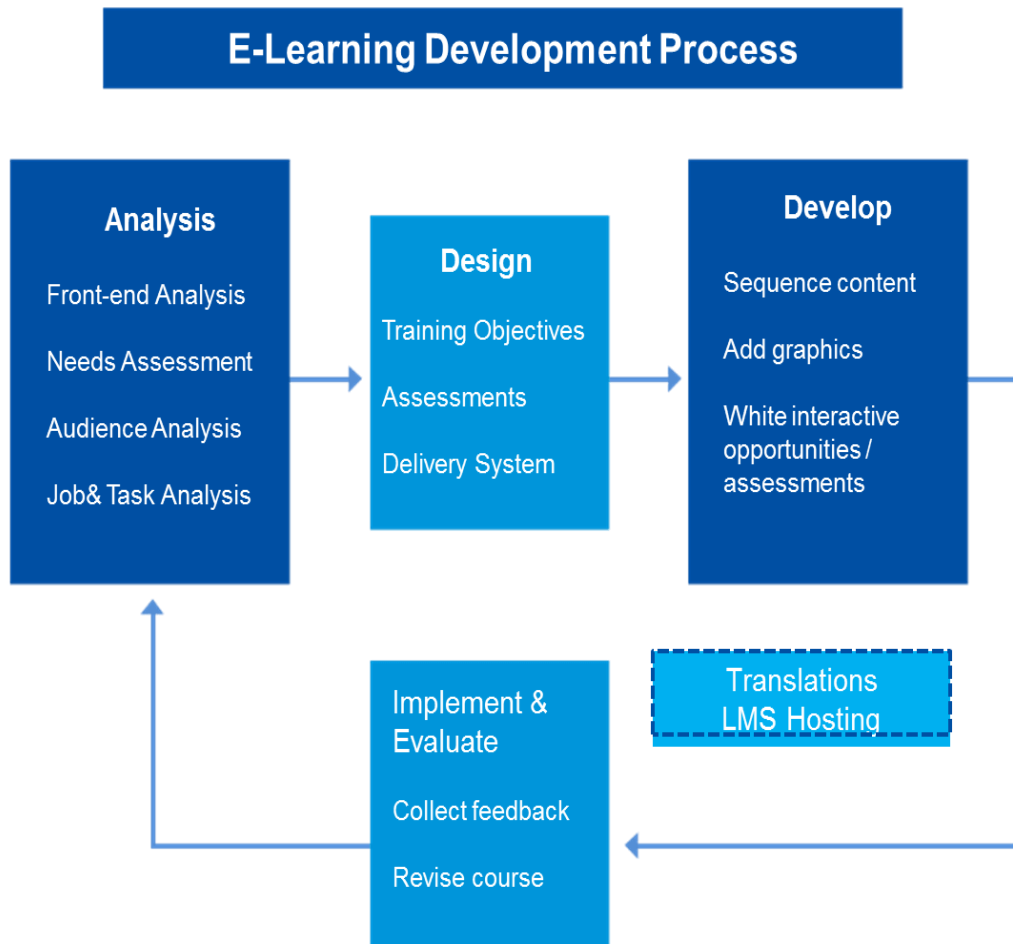 E-Learning Development Process
Analysis
Front-end Analysis
Needs Assessment
Audience Analysis
Job& Task Analysis
Design
Training Objectives
Assessments
Delivery System
Develop
Sequence content
Add graphics
White interactive
opportunities /
assessments
Implement &
Evaluate
Collect feedback
Revise course
Translations
LMS Hosting